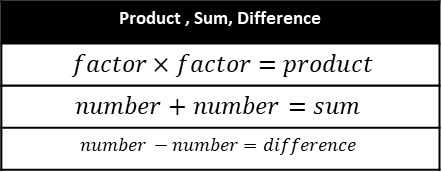 Product , Sum, Difference
factor × factor = product
number + number = sum
number − number = difference